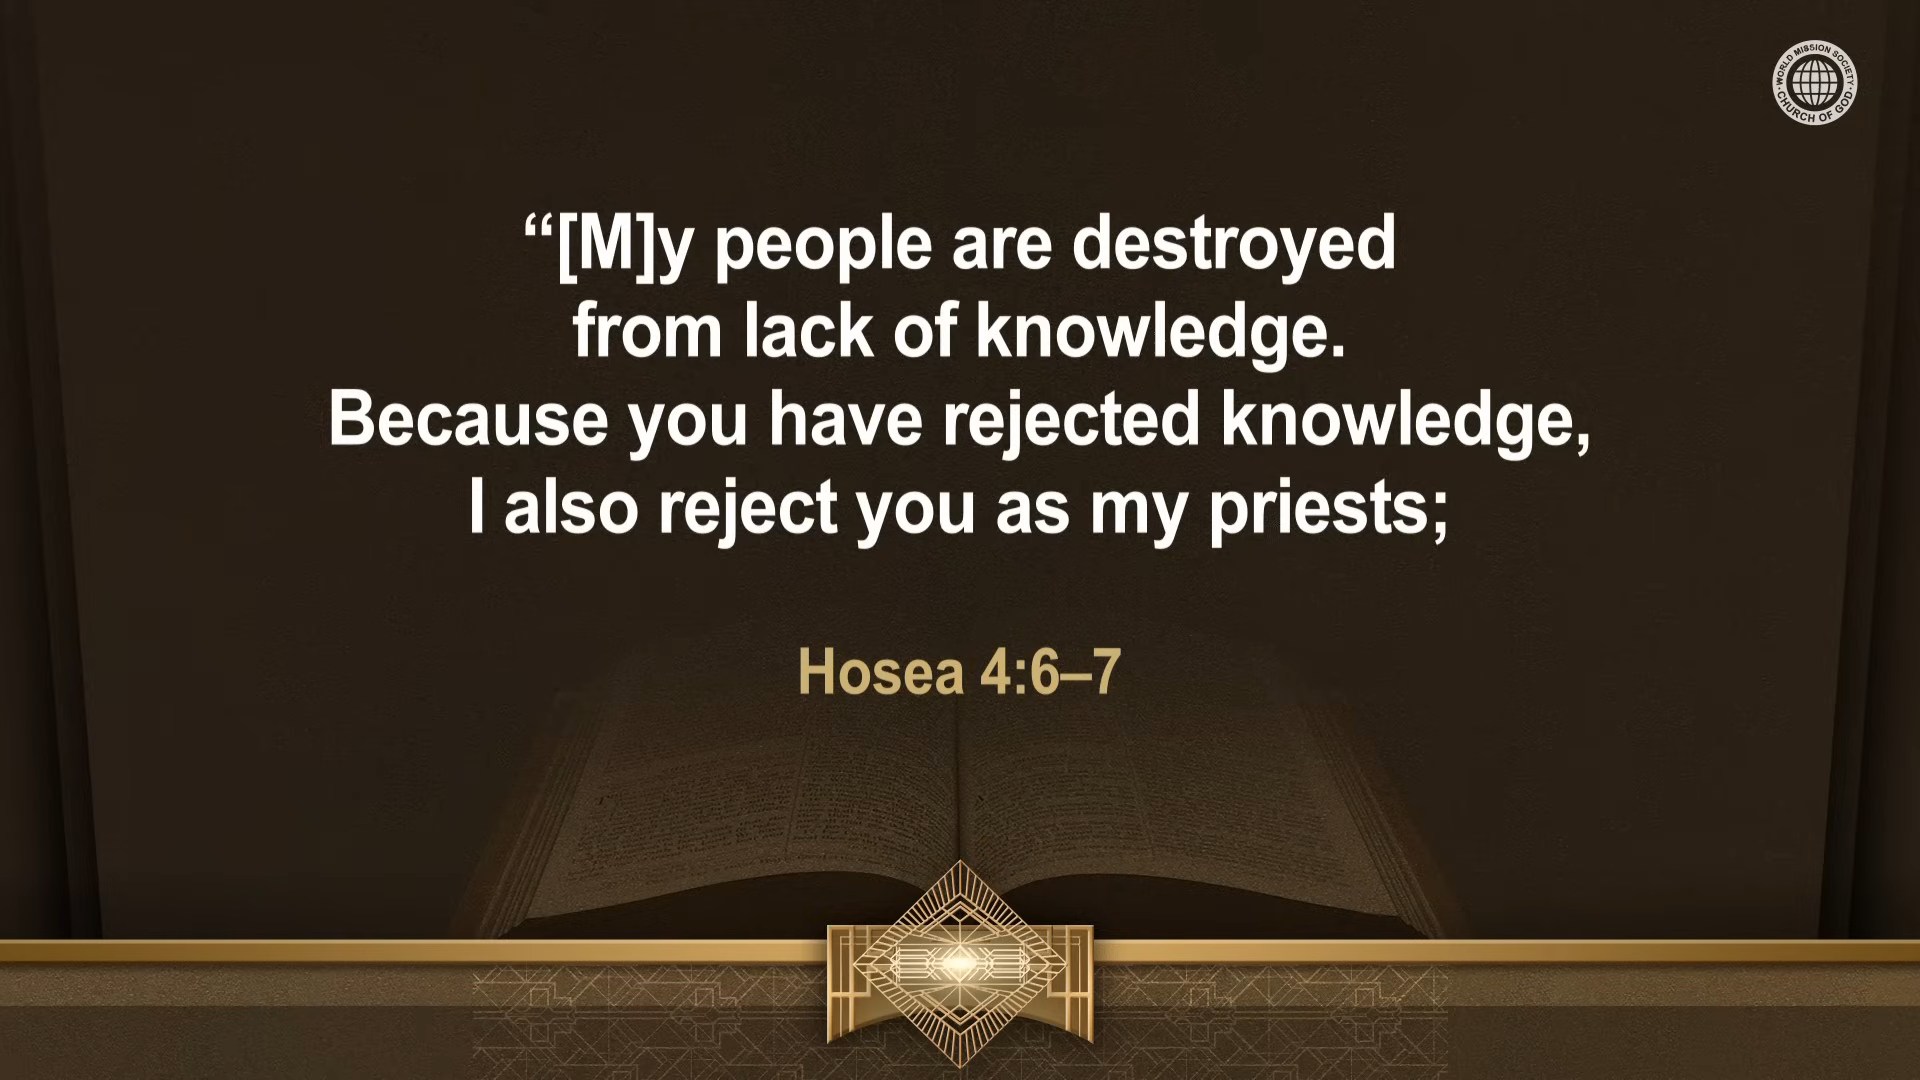 WORLD MISSION SOCIETY
CHURCH OF GOD
“[M]y people are destroyed
from lack of knowledge.
Because you have rejected knowledge,
I also reject you as my priests;
Hosea 4:6–7